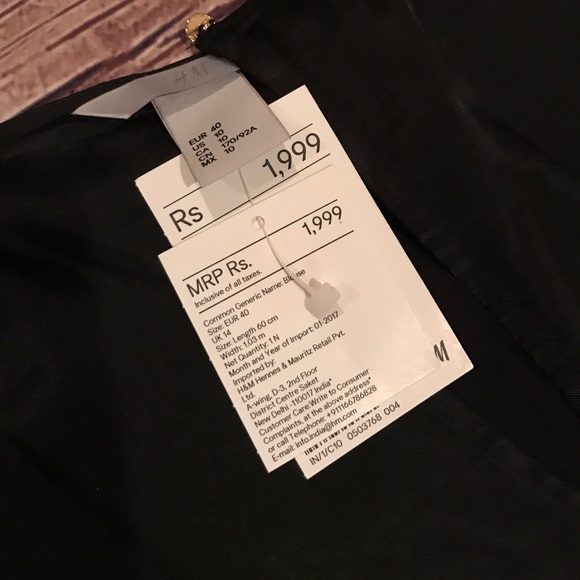 H&M
EUR 40
US 10
CA 10
CN 170/92A
MX 10
Rs 1,999
MRP Rs. 1,999
Inclusive of all taxes.
Common Generic Name: Blouse
Size: EUR 40
UK 14
Size: Length 60 cm
Width: 1.03 m
Net Quantity: 1 N
Month and Year of Import: 01-2017
Imported by:
H&M Hennes & Mauritz Retail Pvt.
Ltd.
A-wing, D-3, 2nd Floor
District Centre Saket
New Delhi -110017 India*
Customer Care:Write to Consumer
Complaints, at the above address*
or call Telephone: +911166786828
E-mail: info.india@hm.com
IN/1/C10 0503768 004
M